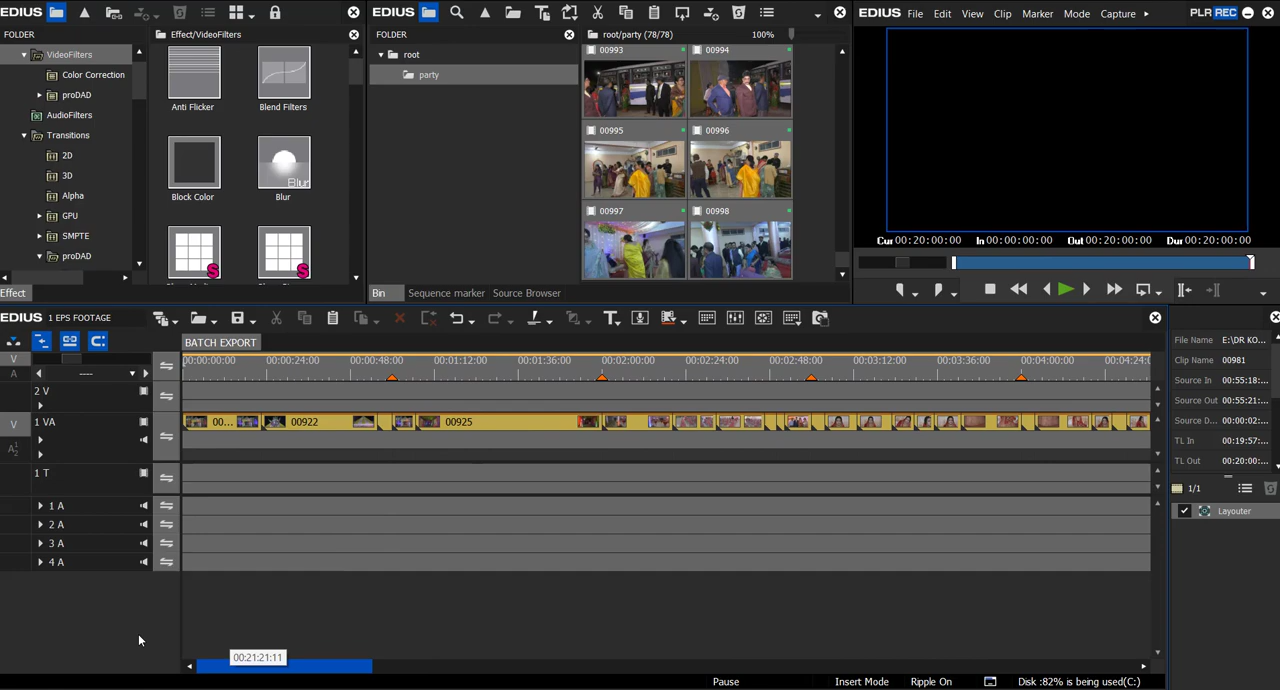 EDIUS
EDIUS
EDIUS File Edit View Clip Marker Mode Capture PLR REC
FOLDER
Effect/VideoFilters
FOLDER
root/party (78/78) 100%
VideoFilters
Color Correction
proDAD
AudioFilters
Transitions
2D
3D
Alpha
GPU
SMPTE
proDAD
Effect
Anti Flicker
Blend Filters
Block Color
Blur
Blur
S
S
root
party
00993
00994
00995
00996
00997
00998
Bin Sequence marker Source Browser
Cur 00:20:00:00 In 00:00:00:00 Out 00:20:00:00 Dur 00:20:00:00
EDIUS 1 EPS FOOTAGE
BATCH EXPORT
V
A
----
00:00:00:00 00:00:24:00 00:00:48:00 00:01:12:00 00:01:36:00 00:02:00:00 00:02:24:00 00:02:48:00 00:03:12:00 00:03:36:00 00:04:00:00 00:04:24:0
2 V
V 1 VA
00... 00922 00925
A
1 T
1 A
2 A
3 A
4 A
00:21:21:11
File Name E:\DR KO...
Clip Name 00981
Source In 00:55:18:...
Source Out 00:55:21:...
Source D... 00:00:02:...
TL In 19:57:...
TL Out 00:20:00:...
1/1
Layouter
Pause Insert Mode Ripple On Disk :82% is being used(C:)